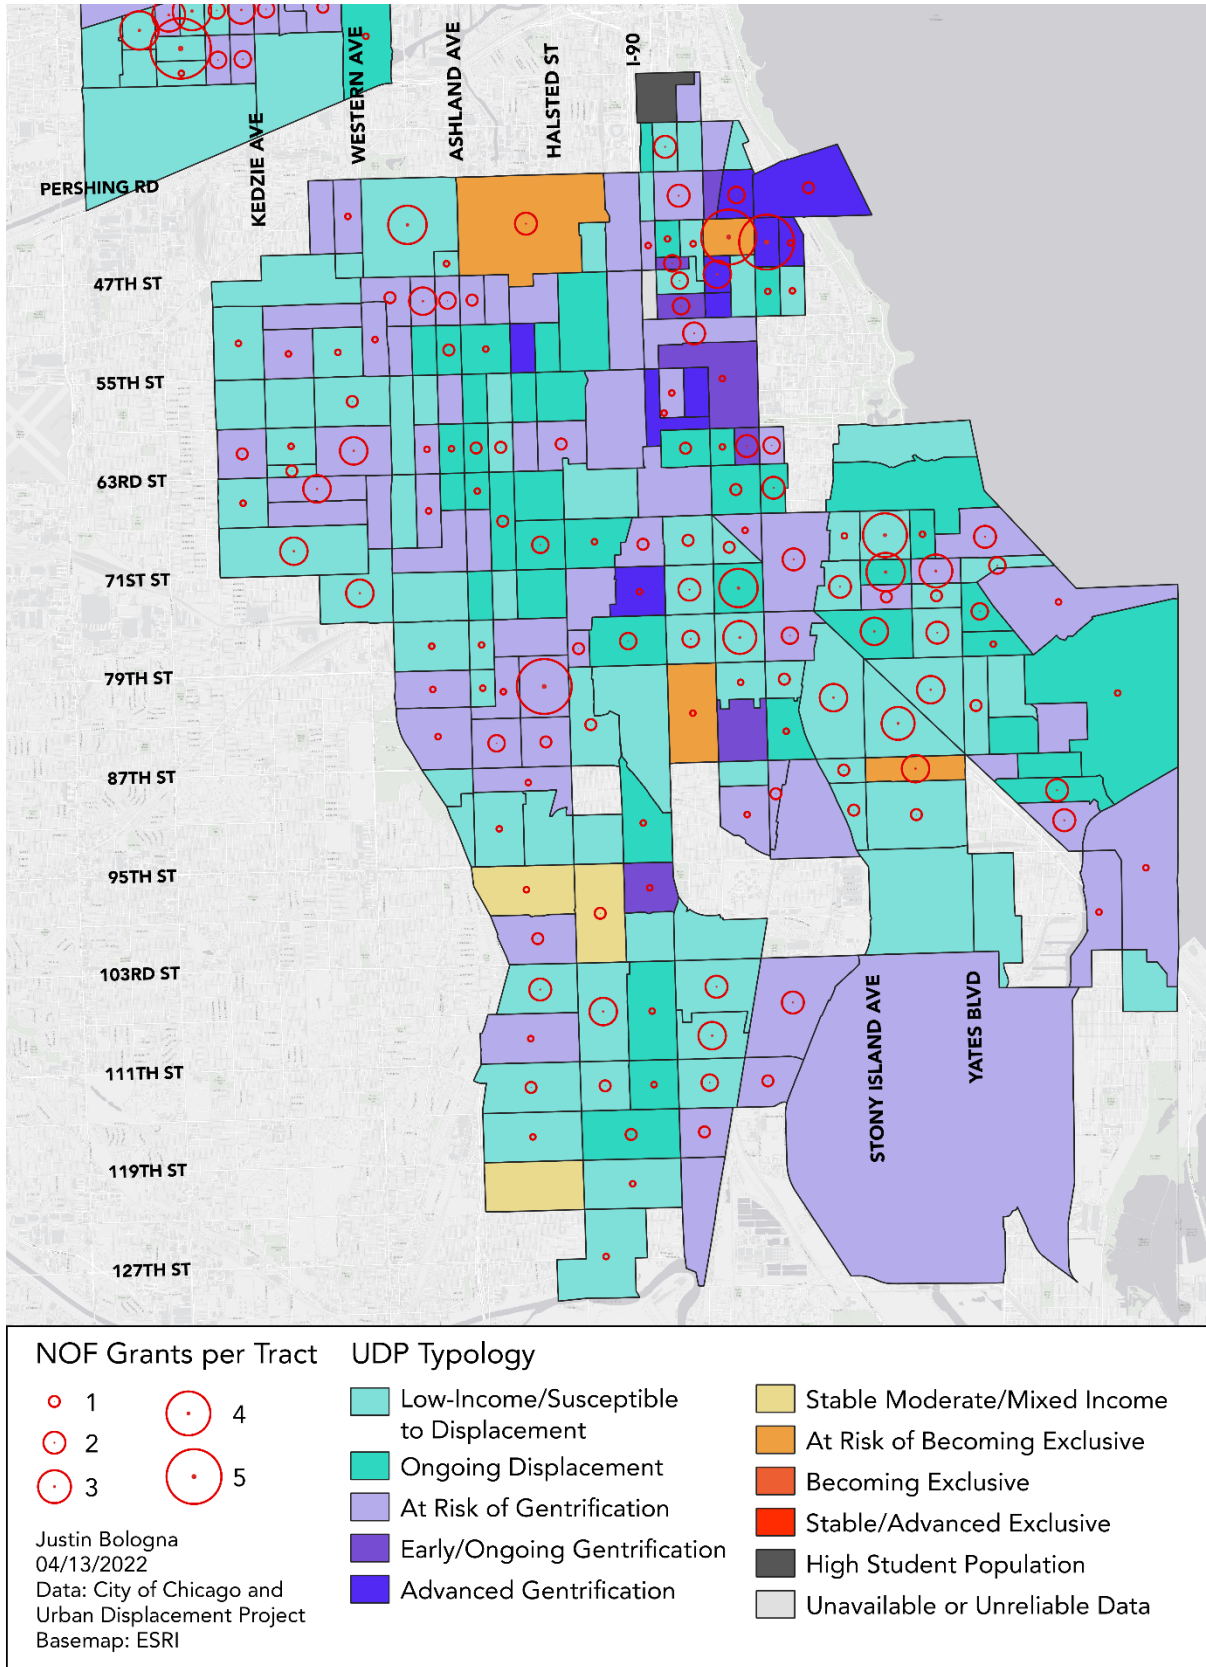 WESTERN AVE
ASHLAND AVE
HALSTED ST
I-90
KEDZIE AVE
PERSHING RD
47TH ST
55TH ST
63RD ST
71ST ST
79TH ST
87TH ST
95TH ST
103RD ST
STONY ISLAND AVE
YATES BLVD
111TH ST
119TH ST
127TH ST
NOF Grants per Tract
1
2
3
4
5
Justin Bologna
04/13/2022
Data: City of Chicago and
Urban Displacement Project
Basemap: ESRI
UDP Typology
Low-Income/Susceptible
to Displacement
Ongoing Displacement
At Risk of Gentrification
Early/Ongoing Gentrification
Advanced Gentrification
Stable Moderate/Mixed Income
At Risk of Becoming Exclusive
Becoming Exclusive
Stable/Advanced Exclusive
High Student Population
Unavailable or Unreliable Data